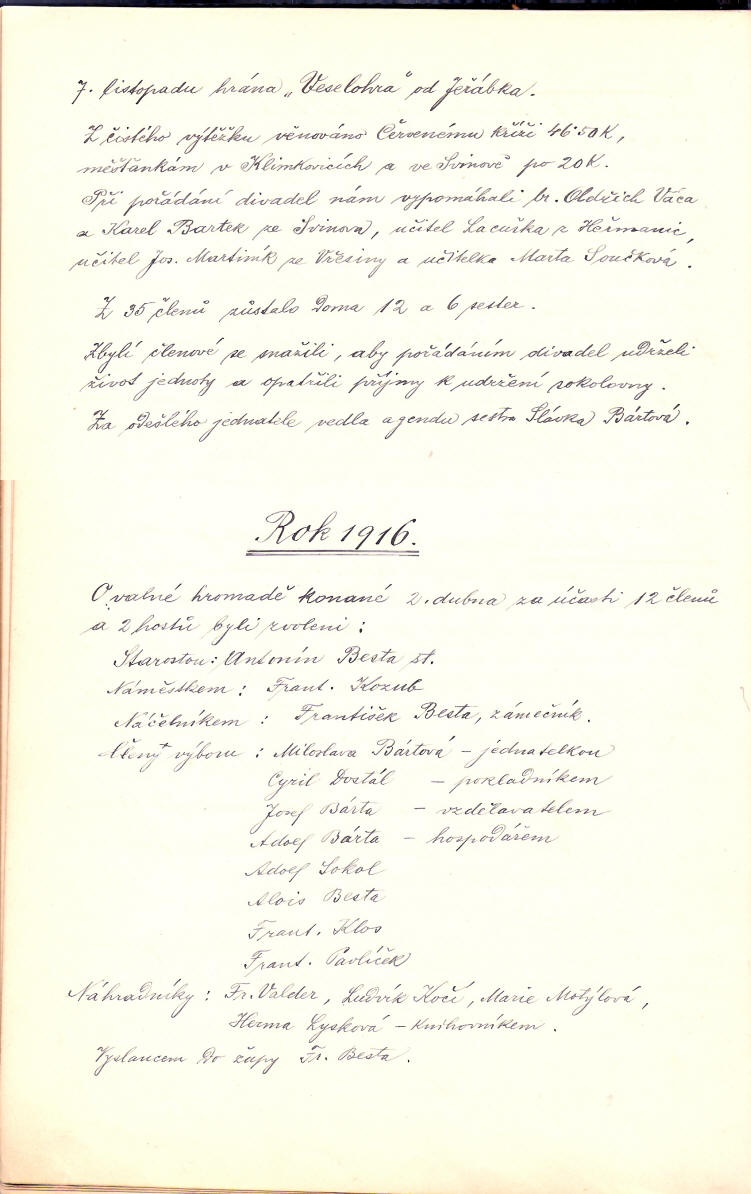 7. listopadu hrána „Veselohra" od Jeřábka.
Z čistého výtěžku věnováno Červenému kříži 46·50K,
měšťankám v Klimkovicích a ve Svinově po 20K.
Při pořádání divadel nám vypomáhali br. Oldřich Váca
a Karel Bartek ze Svinova, učitel Lacuška z Heřmanic,
učitel Jos. Martiník ze Vřesiny a učitelka Marta Součková.
Z 35 členů zůstalo doma 12 a 6 sester.
Zbylí členové se snažili, aby pořádáním divadel udrželi
život jednoty a opatřili příjmy k udržení sokolovny.
Za odešlého jednatele vedla agendu sestra Slávka Bártová.
Rok 1916.
O valné hromadě konané 2. dubna za účasti 12 členů
a 2 hostů byli zvoleni:
Starostou: Antonín Besta st.
Náměstkem: Frant. Kozub
Náčelníkem: František Besta, zámečník.
Členy výboru: Miloslava Bártová – jednatelkou
Cyril Dostál – pokladníkem
Josef Bárta – vzdělavatelem
Adolf Bárta – hospodářem
Adolf Sokol
Alois Besta
Frant. Klos
Frant. Pavlíček
Náhradníky: Fr. Valder, Ludvík Kočí, Marie Motýlová,
Herma Lysková – knihovníkem.
Vyslancem do župy Fr. Besta.